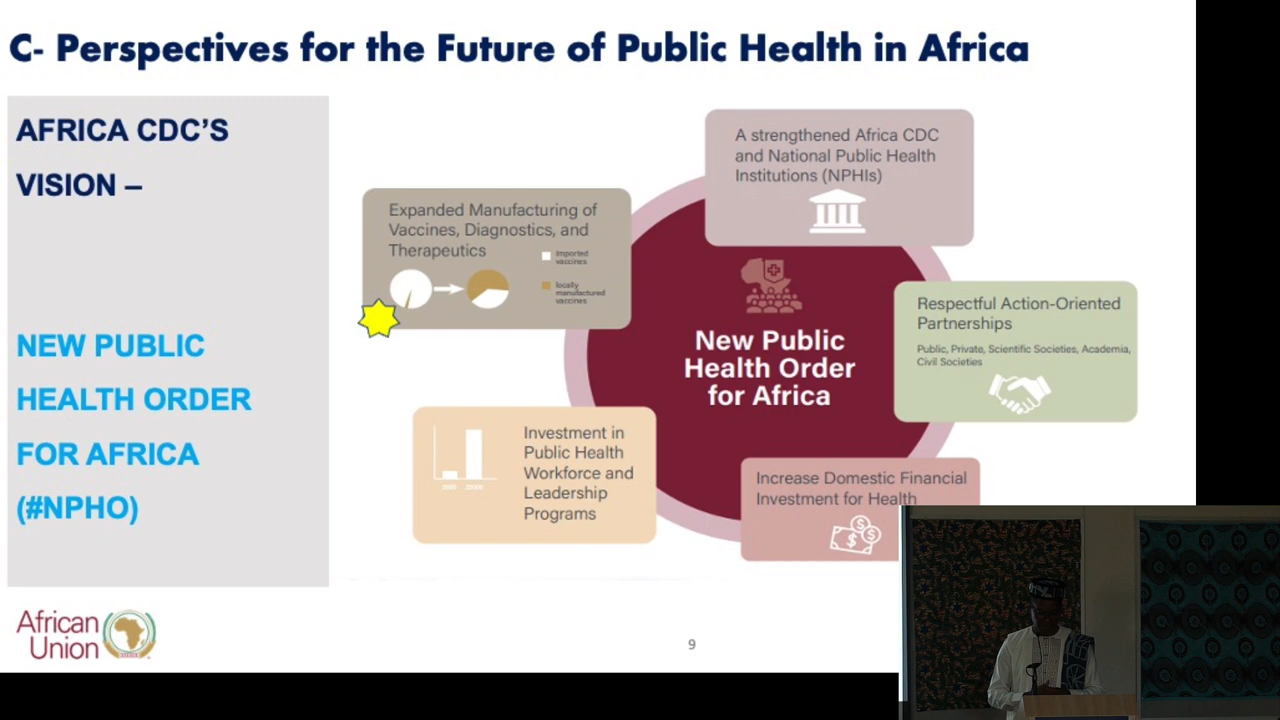 C- Perspectives for the Future of Public Health in Africa
AFRICA CDC'S
VISION –
NEW PUBLIC
HEALTH ORDER
FOR AFRICA
(#NPHO)
Expanded Manufacturing of
Vaccines, Diagnostics, and
Therapeutics
Imported
vaccines
locally
manufactured
vaccines
A strengthened Africa CDC
and National Public Health
Institutions (NPHIs)
New Public
Health Order
for Africa
Respectful Action-Oriented
Partnerships
Public, Private, Scientific Societies, Academia,
Civil Societies
Investment in
Public Health
Workforce and
Leadership
Programs
Increase Domestic Financial
Investment for Health
African
Union
9